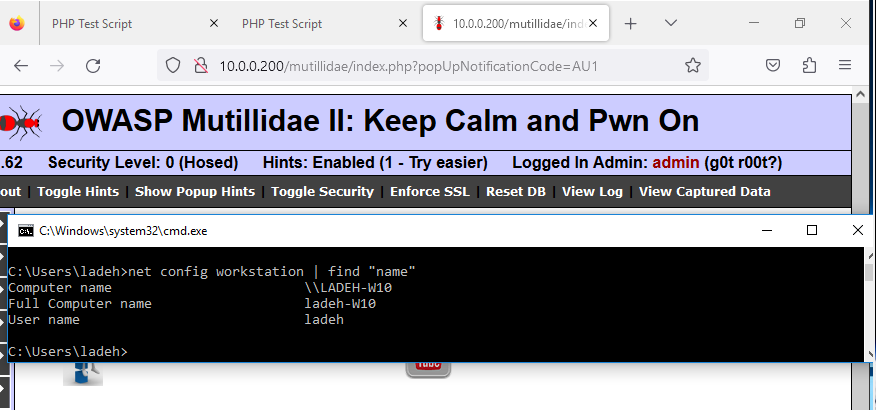 PHP Test Script
PHP Test Script
10.0.0.200/mutillidae/inde
10.0.0.200/mutillidae/index.php?popUpNotificationCode=AU1
OWASP Mutillidae II: Keep Calm and Pwn On
.62 Security Level: 0 (Hosed) Hints: Enabled (1 - Try easier) Logged In Admin: admin (g0t r00t?)
out | Toggle Hints | Show Popup Hints | Toggle Security | Enforce SSL | Reset DB | View Log | View Captured Data
C:\Windows\system32\cmd.exe
C:\Users\ladeh>net config workstation | find "name"
Computer name \\LADEH-W10
Full Computer name ladeh-W10
User name ladeh
C:\Users\ladeh>
Tube